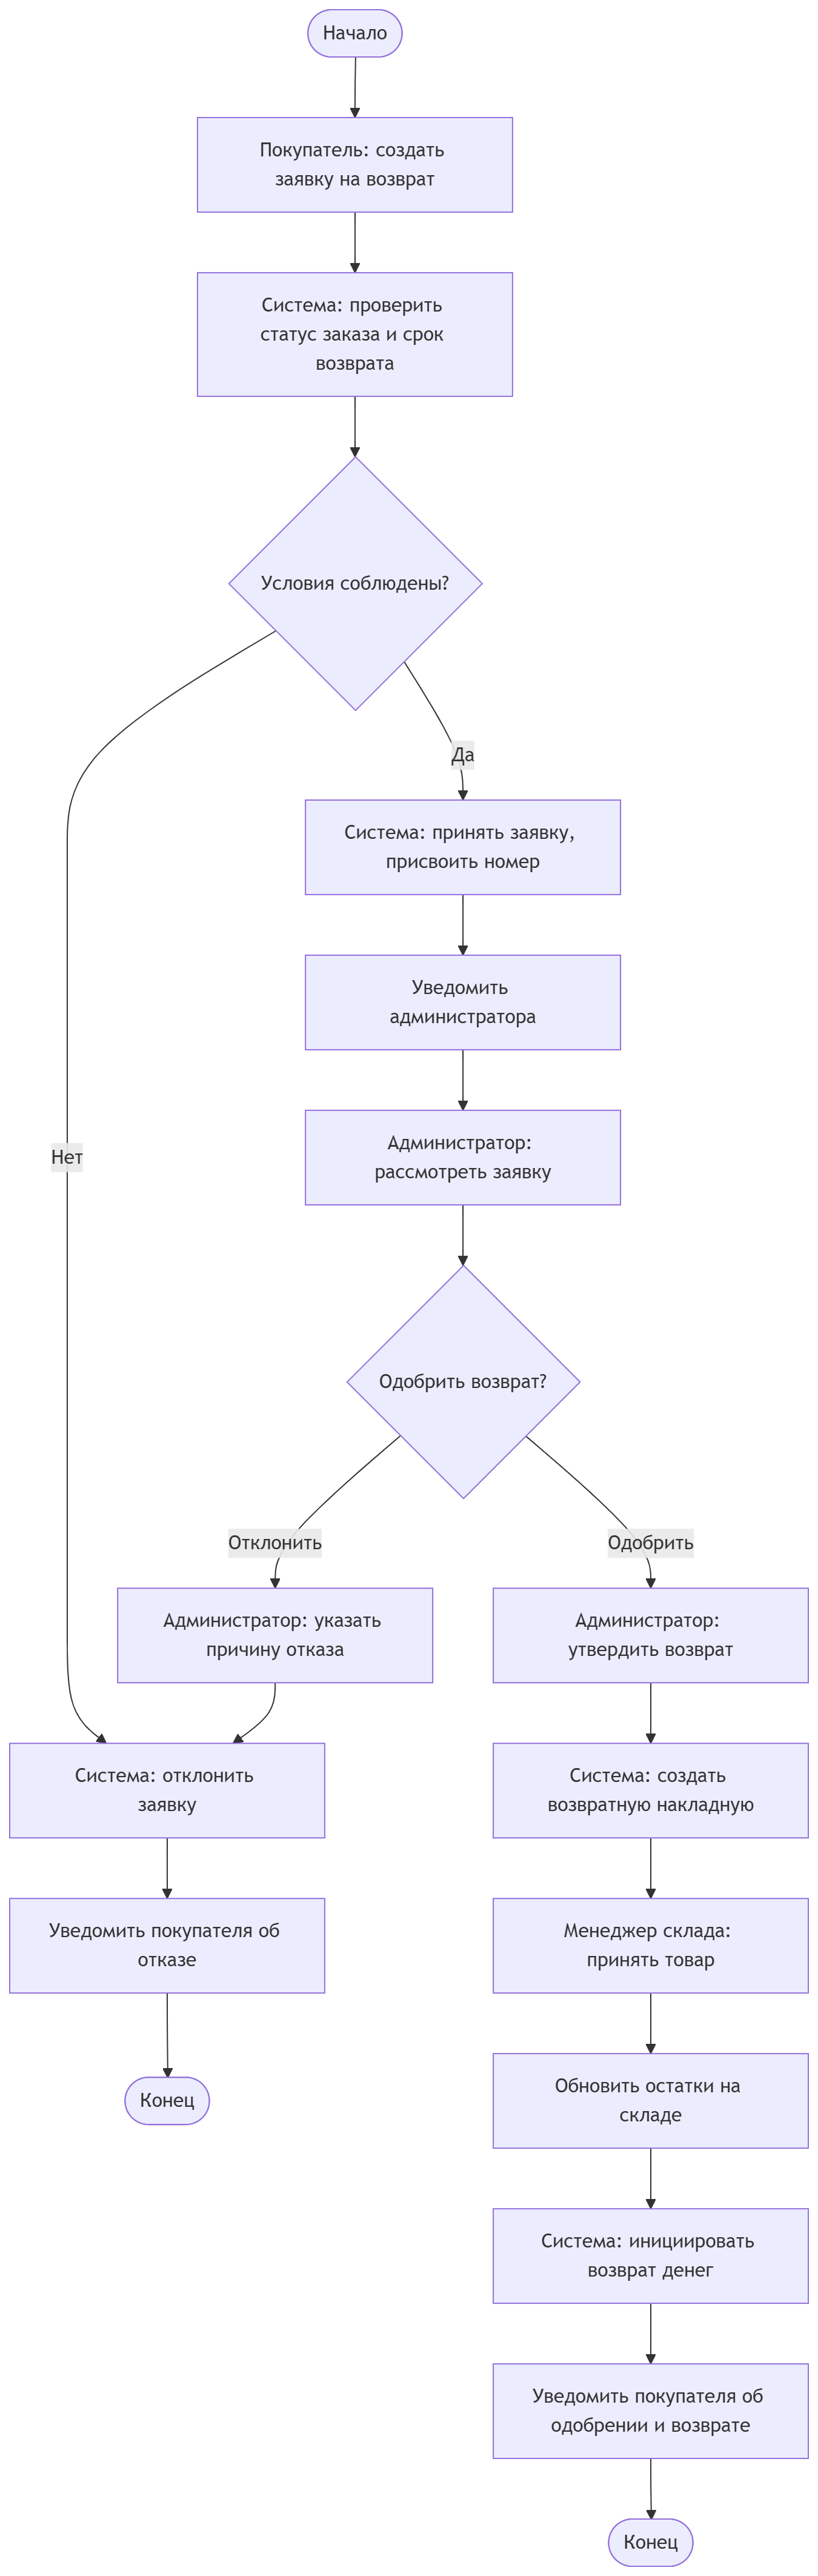 Начало
Покупатель: создать
заявку на возврат
Система: проверить
статус заказа и срок
возврата
Условия соблюдены?
Да
Система: принять заявку,
присвоить номер
Уведомить
администратора
Администратор:
рассмотреть заявку
Нет
Одобрить возврат?
Отклонить
Одобрить
Администратор: указать
причину отказа
Администратор:
утвердить возврат
Система: отклонить
заявку
Система: создать
возвратную накладную
Уведомить покупателя об
отказе
Менеджер склада:
принять товар
Конец
Обновить остатки на
складе
Система: инициировать
возврат денег
Уведомить покупателя об
одобрении и возврате
Конец